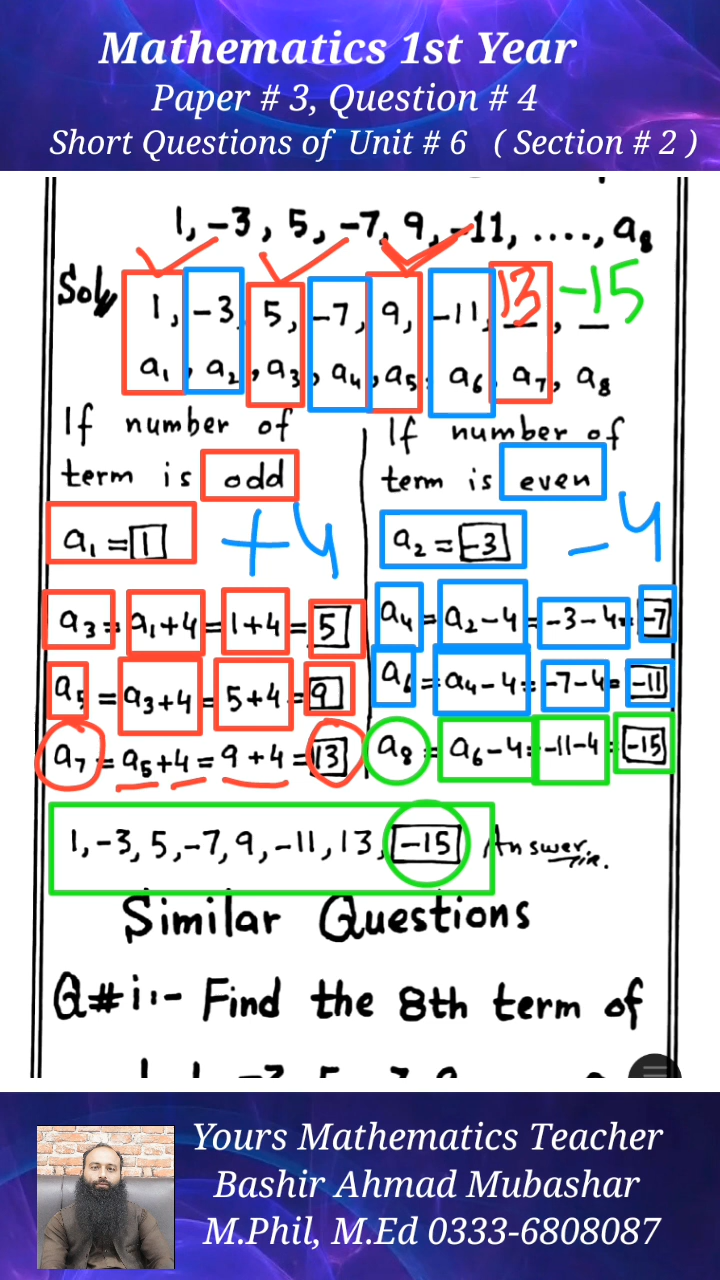 Mathematics 1st Year
Paper # 3, Question # 4
Short Questions of Unit # 6 ( Section # 2 )
1, -3, 5, -7, 9, -11, ...., a₈
Sol
1, -3, 5, -7, 9, -11, 13, -15
a₁, a₂, a₃, a₄, a₅, a₆, a₇, a₈
If number of
term is odd
a₁ = 1
+4
a₃ = a₁+4 = 1+4 = 5
a₅ = a₃+4 = 5+4 = 9
a₇ = a₅+4 = 9+4 = 13
If number of
term is even
a₂ = -3
-4
a₄ = a₂-4 = -3-4 = -7
a₆ = a₄-4 = -7-4 = -11
a₈ = a₆-4 = -11-4 = -15
1, -3, 5, -7, 9, -11, 13, -15 Answer.
Similar Questions
Q#i:- Find the 8th term of
Yours Mathematics Teacher
Bashir Ahmad Mubashar
M.Phil, M.Ed 0333-6808087